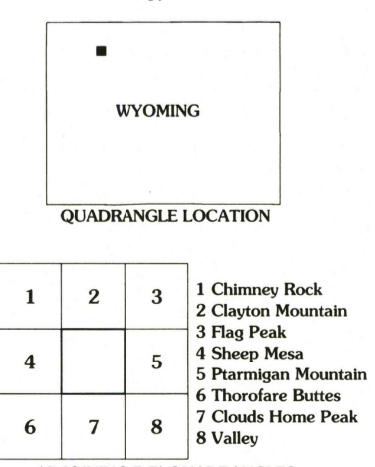 WYOMING
QUADRANGLE LOCATION
1 2 3
4 5
6 7 8
1 Chimney Rock
2 Clayton Mountain
3 Flag Peak
4 Sheep Mesa
5 Ptarmigan Mountain
6 Thorofare Buttes
7 Clouds Home Peak
8 Valley